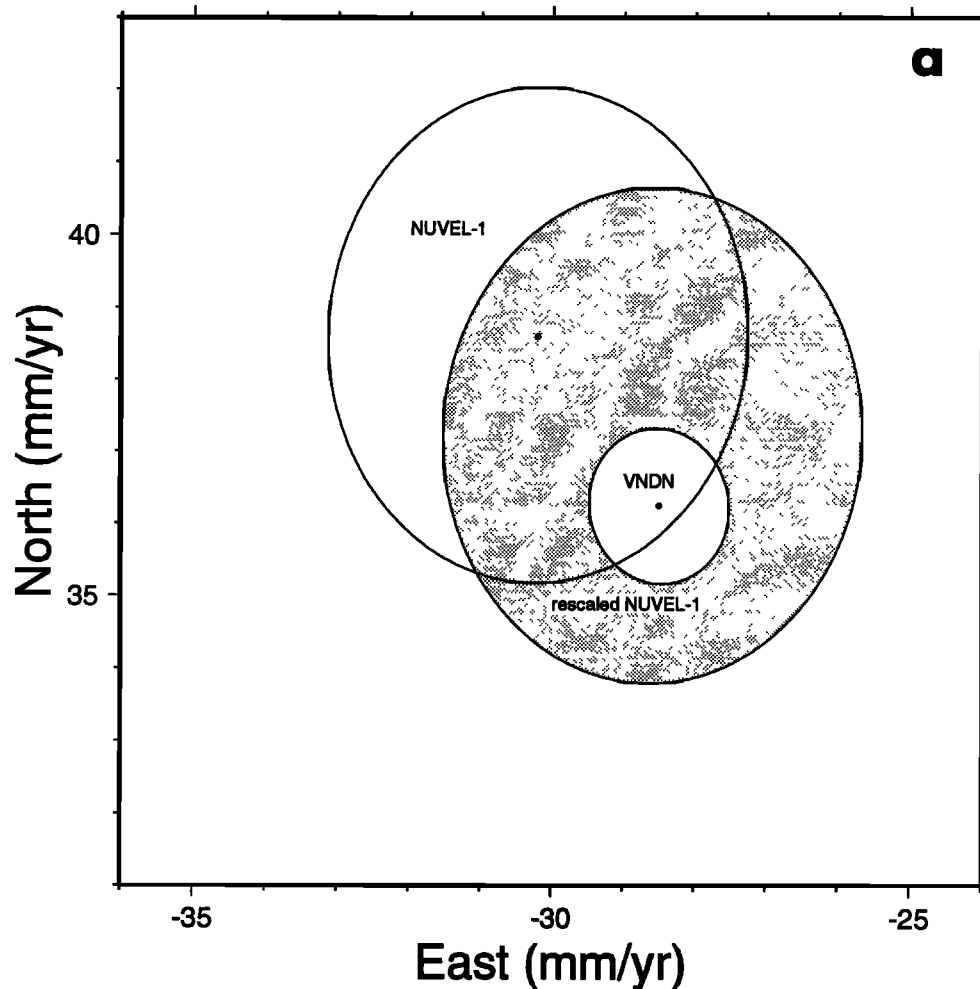 a
NUVEL-1
40
North (mm/yr)
VNDN
35
rescaled NUVEL-1
-35
-30
-25
East (mm/yr)